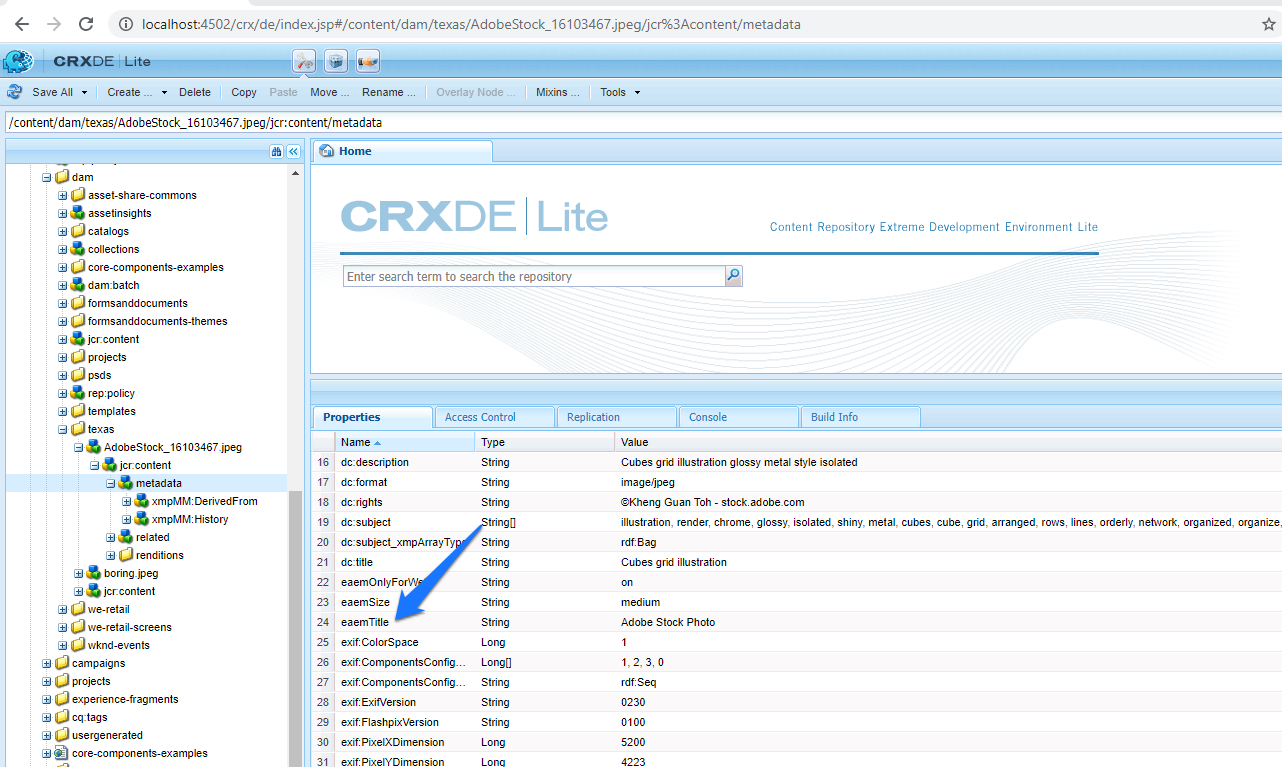 localhost:4502/crx/de/index.jsp#/content/dam/texas/AdobeStock_16103467.jpeg/jcr%3Acontent/metadata
CRXDE | Lite
Save All Create ... Delete Copy Paste Move ... Rename ... Overlay Node ... Mixins ... Tools
/content/dam/texas/AdobeStock_16103467.jpeg/jcr:content/metadata
dam
asset-share-commons
assetinsights
catalogs
collections
core-components-examples
dam:batch
formsanddocuments
formsanddocuments-themes
jcr:content
projects
psds
rep:policy
templates
texas
AdobeStock_16103467.jpeg
jcr:content
metadata
xmpMM:DerivedFrom
xmpMM:History
related
renditions
boring.jpeg
jcr:content
we-retail
we-retail-screens
wknd-events
campaigns
projects
experience-fragments
cq:tags
usergenerated
core-components-examples
Home
CRXDE | Lite
Content Repository Extreme Development Environment Lite
Enter search term to search the repository
Properties Access Control Replication Console Build Info
Name Type Value
16 dc:description String Cubes grid illustration glossy metal style isolated
17 dc:format String image/jpeg
18 dc:rights String ©Kheng Guan Toh - stock.adobe.com
19 dc:subject String[] illustration, render, chrome, glossy, isolated, shiny, metal, cubes, cube, grid, arranged, rows, lines, orderly, network, organized, organize,
20 dc:subject_xmpArrayType String rdf:Bag
21 dc:title String Cubes grid illustration
22 eaemOnlyForWe String on
23 eaemSize String medium
24 eaemTitle String Adobe Stock Photo
25 exif:ColorSpace Long 1
26 exif:ComponentsConfig... Long[] 1, 2, 3, 0
27 exif:ComponentsConfig... String rdf:Seq
28 exif:ExifVersion String 0230
29 exif:FlashpixVersion String 0100
30 exif:PixelXDimension Long 5200
31 exif:PixelYDimension Long 4223